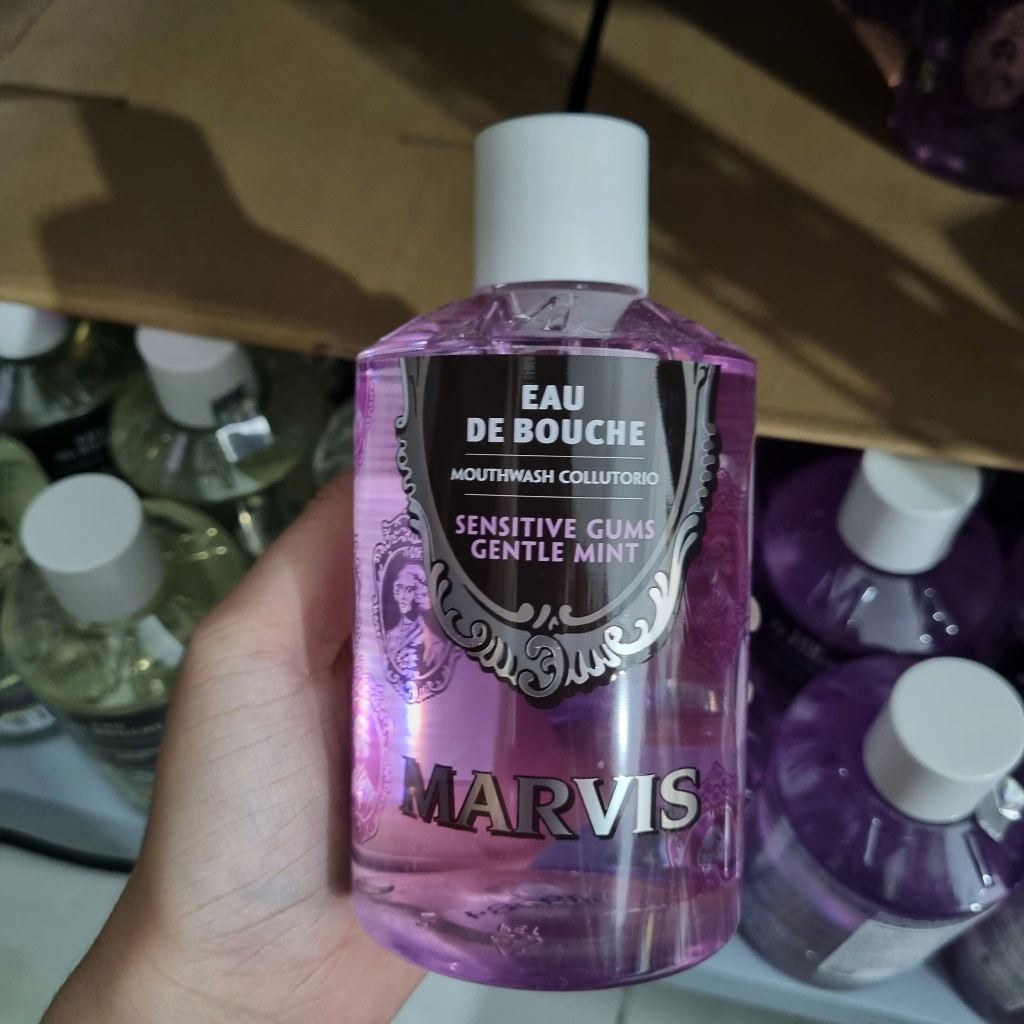 EAU
DE BOUCHE
MOUTHWASH COLLUTORIO
SENSITIVE GUMS
GENTLE MINT
MARVIS